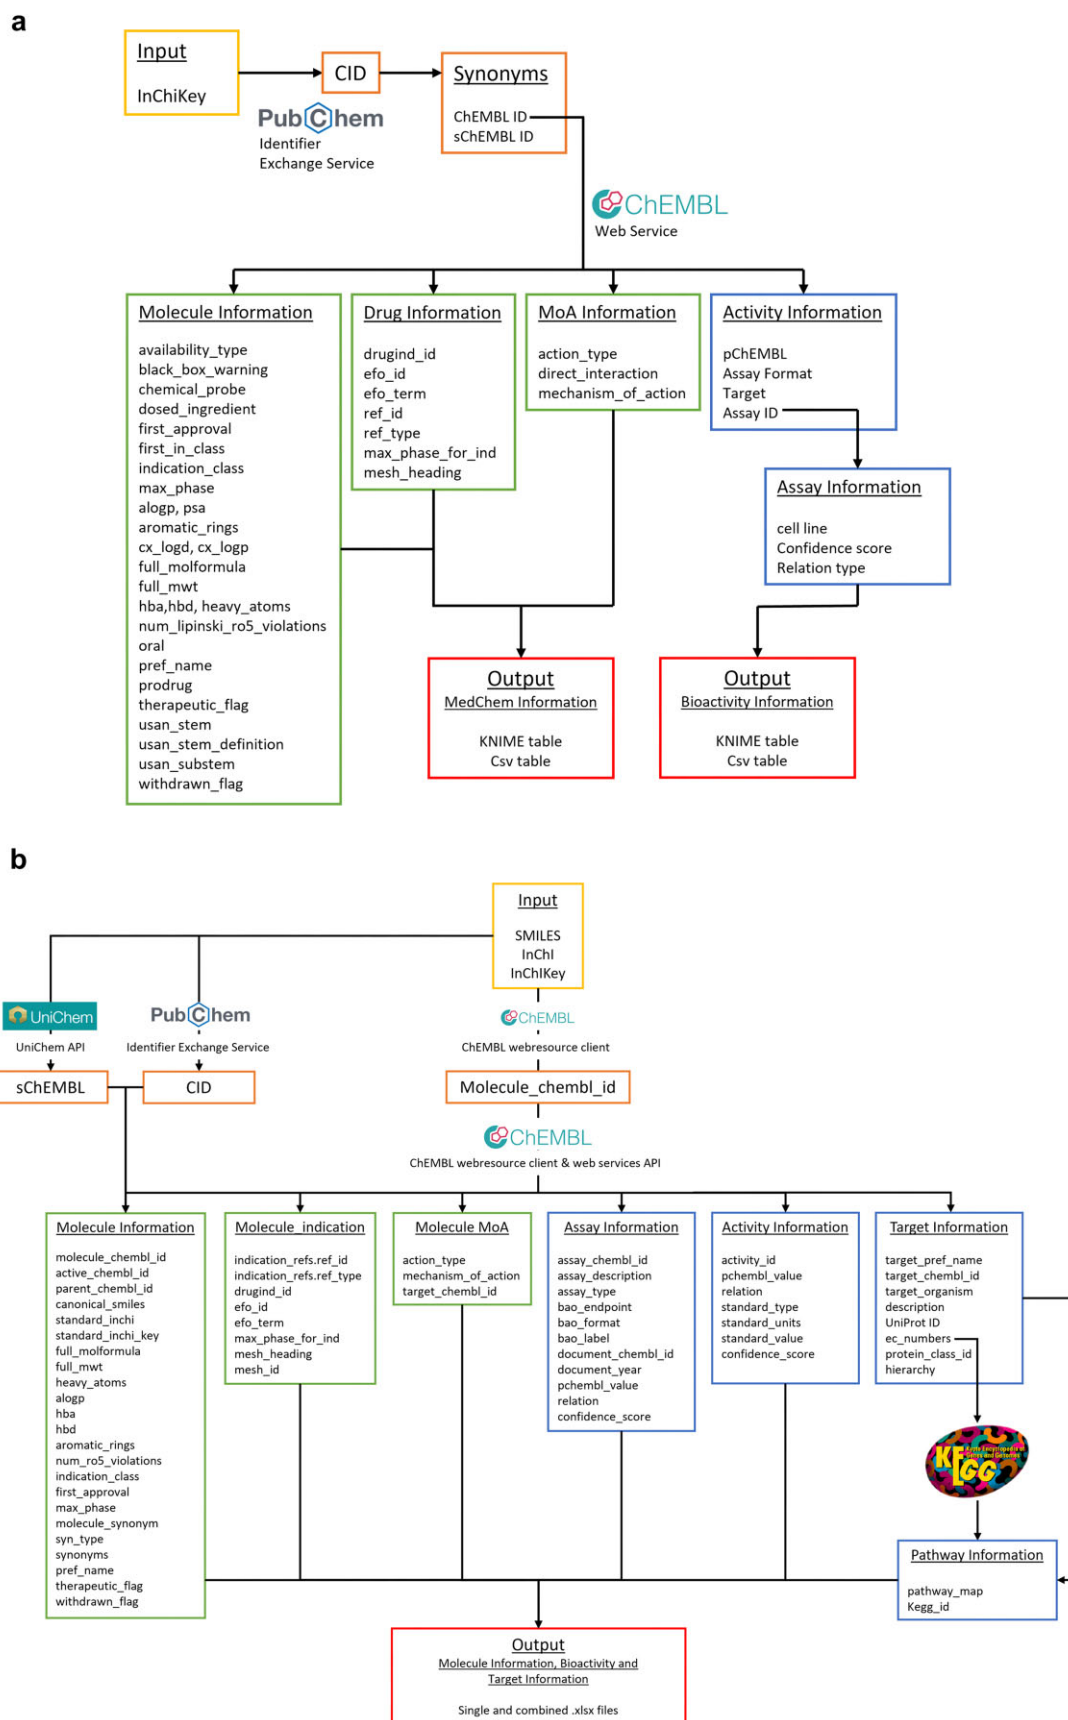 a
Input
InChiKey
CID
PubChem
Identifier
Exchange Service
Synonyms
ChEMBL ID
sChEMBL ID
ChEMBL
Web Service
Molecule Information
availability_type
black_box_warning
chemical_probe
dosed_ingredient
first_approval
first_in_class
indication_class
max_phase
alogp, psa
aromatic_rings
cx_logd, cx_logp
full_molformula
full_mwt
hba,hbd, heavy_atoms
num_lipinski_ro5_violations
oral
pref_name
prodrug
therapeutic_flag
usan_stem
usan_stem_definition
usan_substem
withdrawn_flag
Drug Information
drugind_id
efo_id
efo_term
ref_id
ref_type
max_phase_for_ind
mesh_heading
MoA Information
action_type
direct_interaction
mechanism_of_action
Activity Information
pChEMBL
Assay Format
Target
Assay ID
Assay Information
cell line
Confidence score
Relation type
Output
MedChem Information
KNIME table
Csv table
Output
Bioactivity Information
KNIME table
Csv table
b
Input
SMILES
InChI
InChIKey
UniChem
UniChem API
sChEMBL
PubChem
Identifier Exchange Service
CID
ChEMBL
ChEMBL webresource client
Molecule_chembl_id
ChEMBL
ChEMBL webresource client & web services API
Molecule Information
molecule_chembl_id
active_chembl_id
parent_chembl_id
canonical_smiles
standard_inchi
standard_inchi_key
full_molformula
full_mwt
heavy_atoms
alogp
hba
hbd
aromatic_rings
num_ro5_violations
indication_class
first_approval
max_phase
molecule_synonym
syn_type
synonyms
pref_name
therapeutic_flag
withdrawn_flag
Molecule_indication
indication_refs.ref_id
indication_refs.ref_type
drugind_id
efo_id
efo_term
max_phase_for_ind
mesh_heading
mesh_id
Molecule MoA
action_type
mechanism_of_action
target_chembl_id
Assay Information
assay_chembl_id
assay_description
assay_type
bao_endpoint
bao_format
bao_label
document_chembl_id
document_year
pchembl_value
relation
confidence_score
Activity Information
activity_id
pchembl_value
relation
standard_type
standard_units
standard_value
confidence_score
Target Information
target_pref_name
target_chembl_id
target_organism
description
UniProt ID
ec_numbers
protein_class_id
hierarchy
KEGG
Kyoto Encyclopedia of
Genes and Genomes
Pathway Information
pathway_map
Kegg_id
Output
Molecule Information, Bioactivity and
Target Information
Single and combined .xlsx files